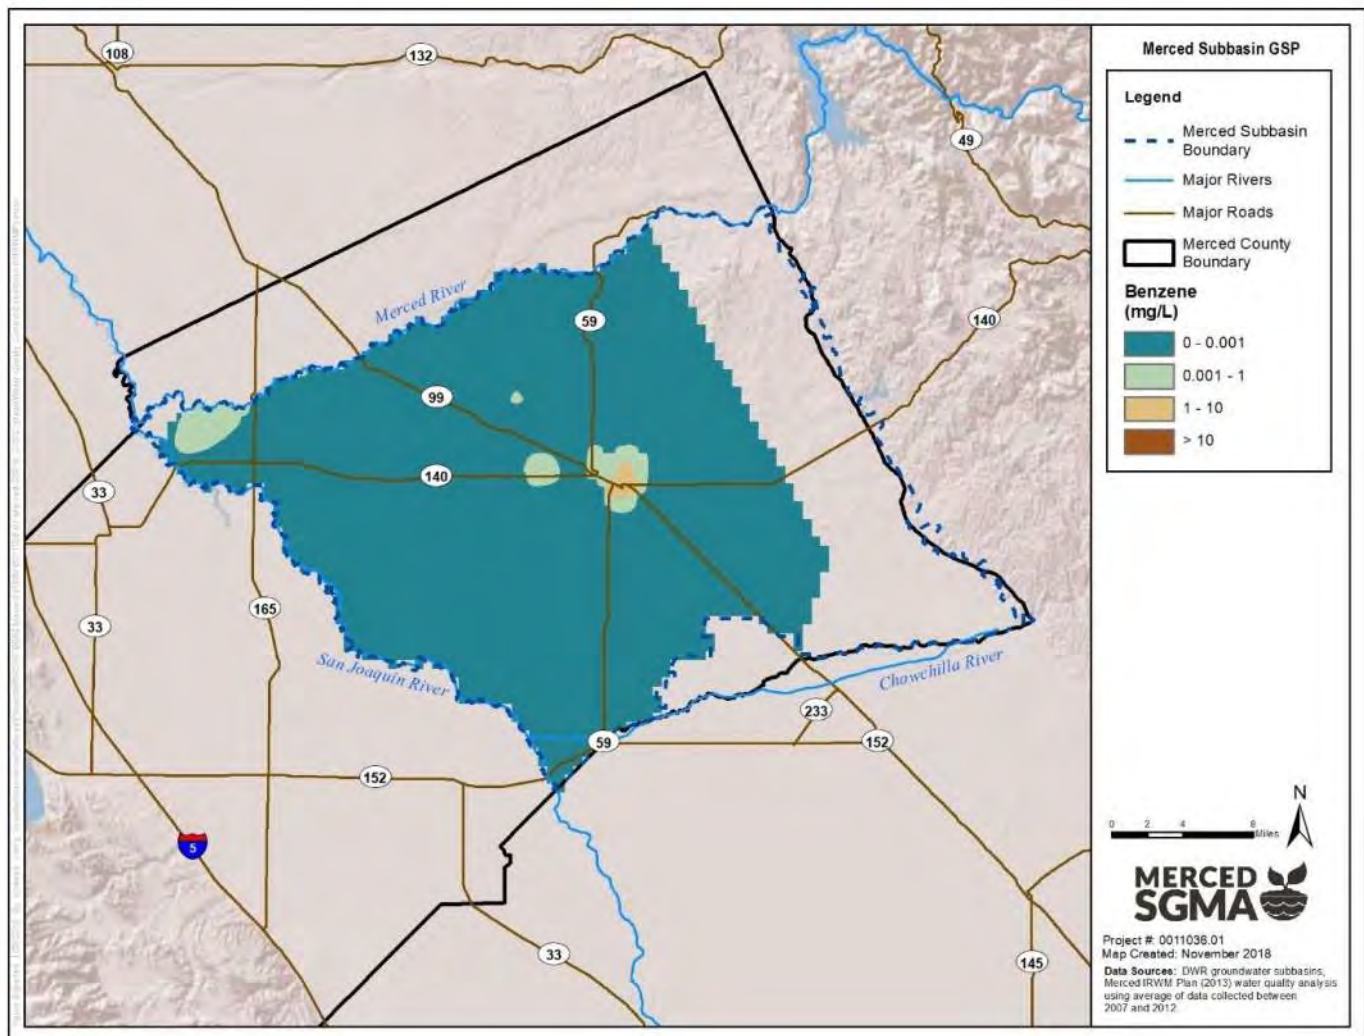 Merced Subbasin GSP
Legend
Merced Subbasin
Boundary
Major Rivers
Major Roads
Merced County
Boundary
Benzene
(mg/L)
0 - 0.001
0.001 - 1
1 - 10
> 10
108
132
49
Merced River
59
140
99
140
33
165
33
San Joaquin River
Chowchilla River
233
59
152
152
5
33
145
N
0 2 4 8
Miles
MERCED
SGMA
Project #: 0011036.01
Map Created: November 2018
Data Sources: DWR groundwater subbasins,
Merced IRWM Plan (2013) water quality analysis
using average of data collected between
2007 and 2012